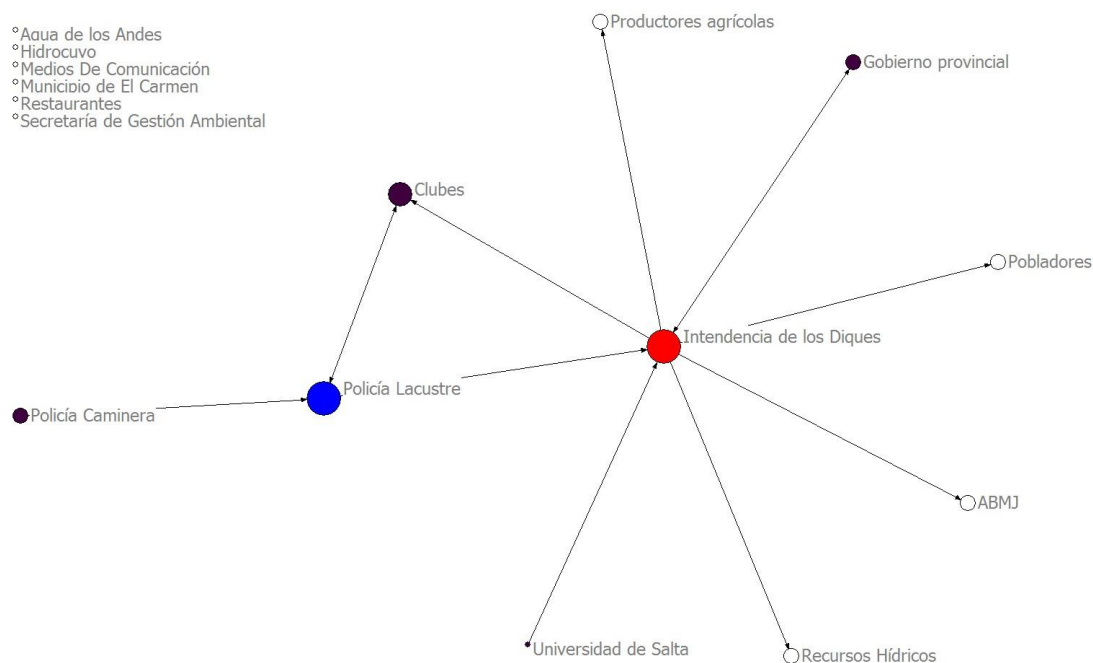 Agua de los Andes
Hidrocuyo
Medios De Comunicación
Municipio de El Carmen
Restaurantes
Secretaría de Gestión Ambiental
Productores agrícolas
Gobierno provincial
Clubes
Pobladores
Intendencia de los Diques
Policía Lacustre
Policía Caminera
ABMJ
Universidad de Salta
Recursos Hídricos